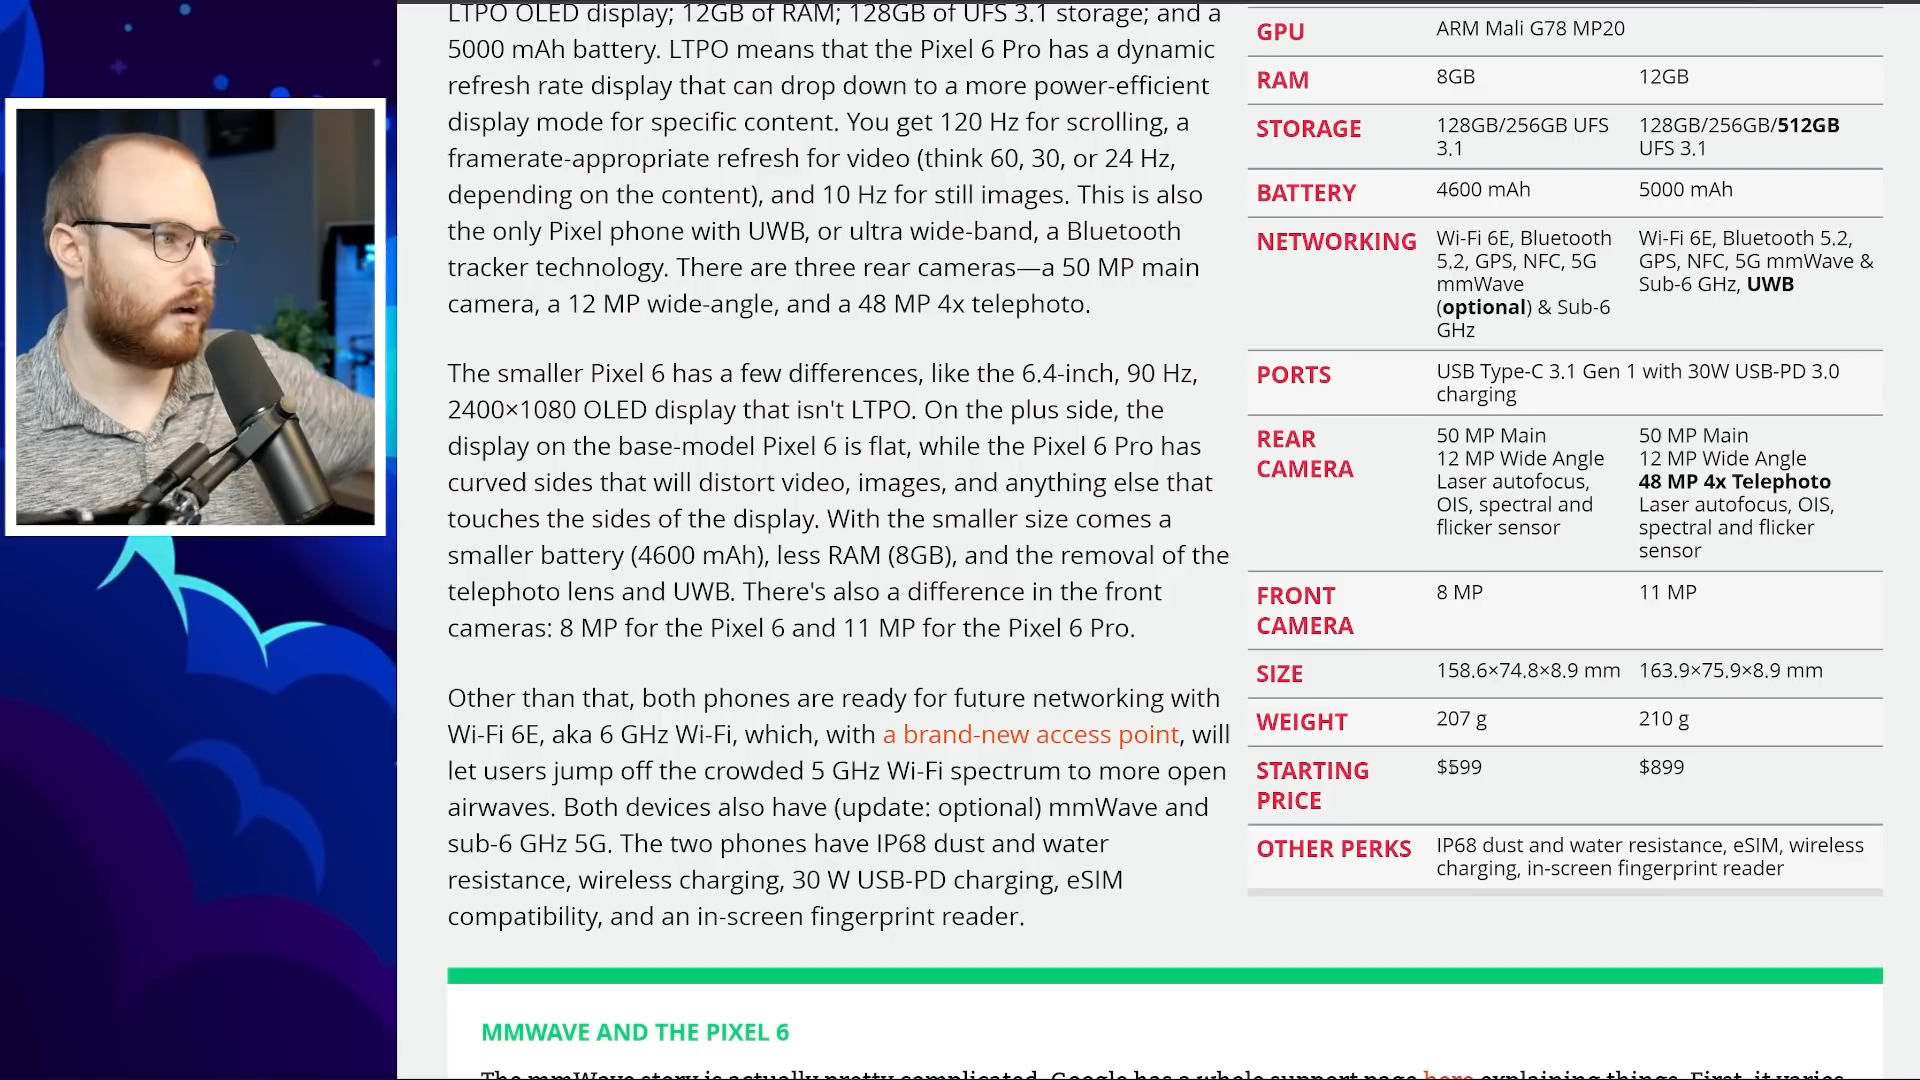 LTPO OLED display; 12GB of RAM; 128GB of UFS 3.1 storage; and a
5000 mAh battery. LTPO means that the Pixel 6 Pro has a dynamic
refresh rate display that can drop down to a more power-efficient
display mode for specific content. You get 120 Hz for scrolling, a
framerate-appropriate refresh for video (think 60, 30, or 24 Hz,
depending on the content), and 10 Hz for still images. This is also
the only Pixel phone with UWB, or ultra wide-band, a Bluetooth
tracker technology. There are three rear cameras—a 50 MP main
camera, a 12 MP wide-angle, and a 48 MP 4x telephoto.
The smaller Pixel 6 has a few differences, like the 6.4-inch, 90 Hz,
2400×1080 OLED display that isn't LTPO. On the plus side, the
display on the base-model Pixel 6 is flat, while the Pixel 6 Pro has
curved sides that will distort video, images, and anything else that
touches the sides of the display. With the smaller size comes a
smaller battery (4600 mAh), less RAM (8GB), and the removal of the
telephoto lens and UWB. There's also a difference in the front
cameras: 8 MP for the Pixel 6 and 11 MP for the Pixel 6 Pro.
Other than that, both phones are ready for future networking with
Wi-Fi 6E, aka 6 GHz Wi-Fi, which, with a brand-new access point, will
let users jump off the crowded 5 GHz Wi-Fi spectrum to more open
airwaves. Both devices also have (update: optional) mmWave and
sub-6 GHz 5G. The two phones have IP68 dust and water
resistance, wireless charging, 30 W USB-PD charging, eSIM
compatibility, and an in-screen fingerprint reader.
GPU ARM Mali G78 MP20
RAM 8GB 12GB
STORAGE 128GB/256GB UFS 128GB/256GB/512GB
3.1 UFS 3.1
BATTERY 4600 mAh 5000 mAh
NETWORKING Wi-Fi 6E, Bluetooth Wi-Fi 6E, Bluetooth 5.2,
5.2, GPS, NFC, 5G GPS, NFC, 5G mmWave &
mmWave Sub-6 GHz, UWB
(optional) & Sub-6
GHz
PORTS USB Type-C 3.1 Gen 1 with 30W USB-PD 3.0
charging
REAR 50 MP Main 50 MP Main
CAMERA 12 MP Wide Angle 12 MP Wide Angle
Laser autofocus, 48 MP 4x Telephoto
OIS, spectral and Laser autofocus, OIS,
flicker sensor spectral and flicker
sensor
FRONT 8 MP 11 MP
CAMERA
SIZE 158.6×74.8×8.9 mm 163.9×75.9×8.9 mm
WEIGHT 207 g 210 g
STARTING $599 $899
PRICE
OTHER PERKS IP68 dust and water resistance, eSIM, wireless
charging, in-screen fingerprint reader
MMWAVE AND THE PIXEL 6
The mmWave story is actually pretty complicated. Google has a whole support page here explaining things. First, it varies